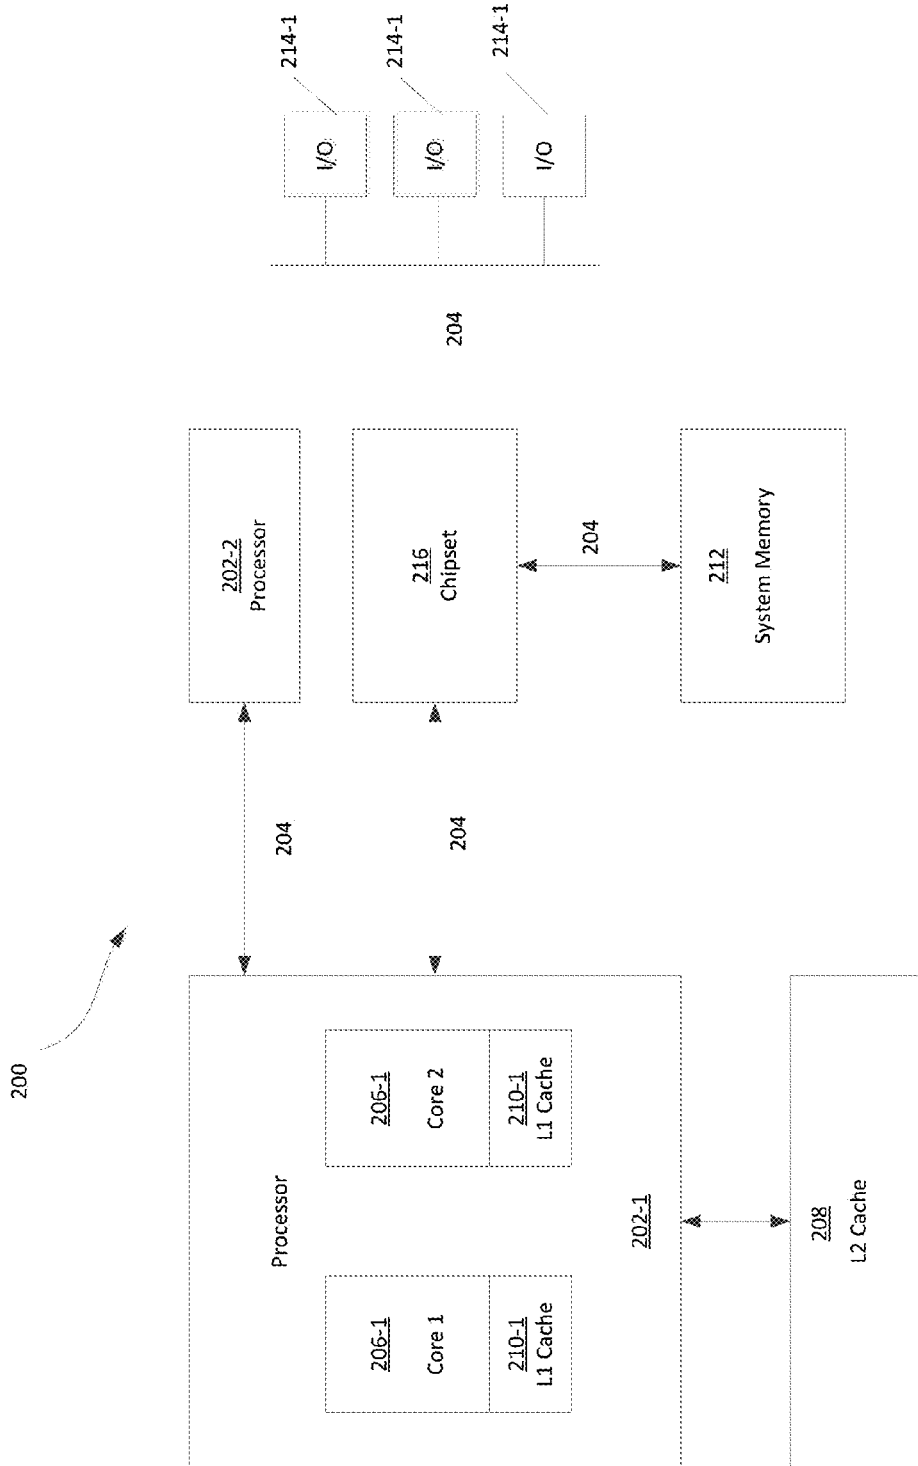 200
Processor
206-1
Core 1
210-1
L1 Cache
206-1
Core 2
210-1
L1 Cache
202-1
208
L2 Cache
204
204
202-2
Processor
216
Chipset
204
212
System Memory
204
I/O
214-1
I/O
214-1
I/O
214-1